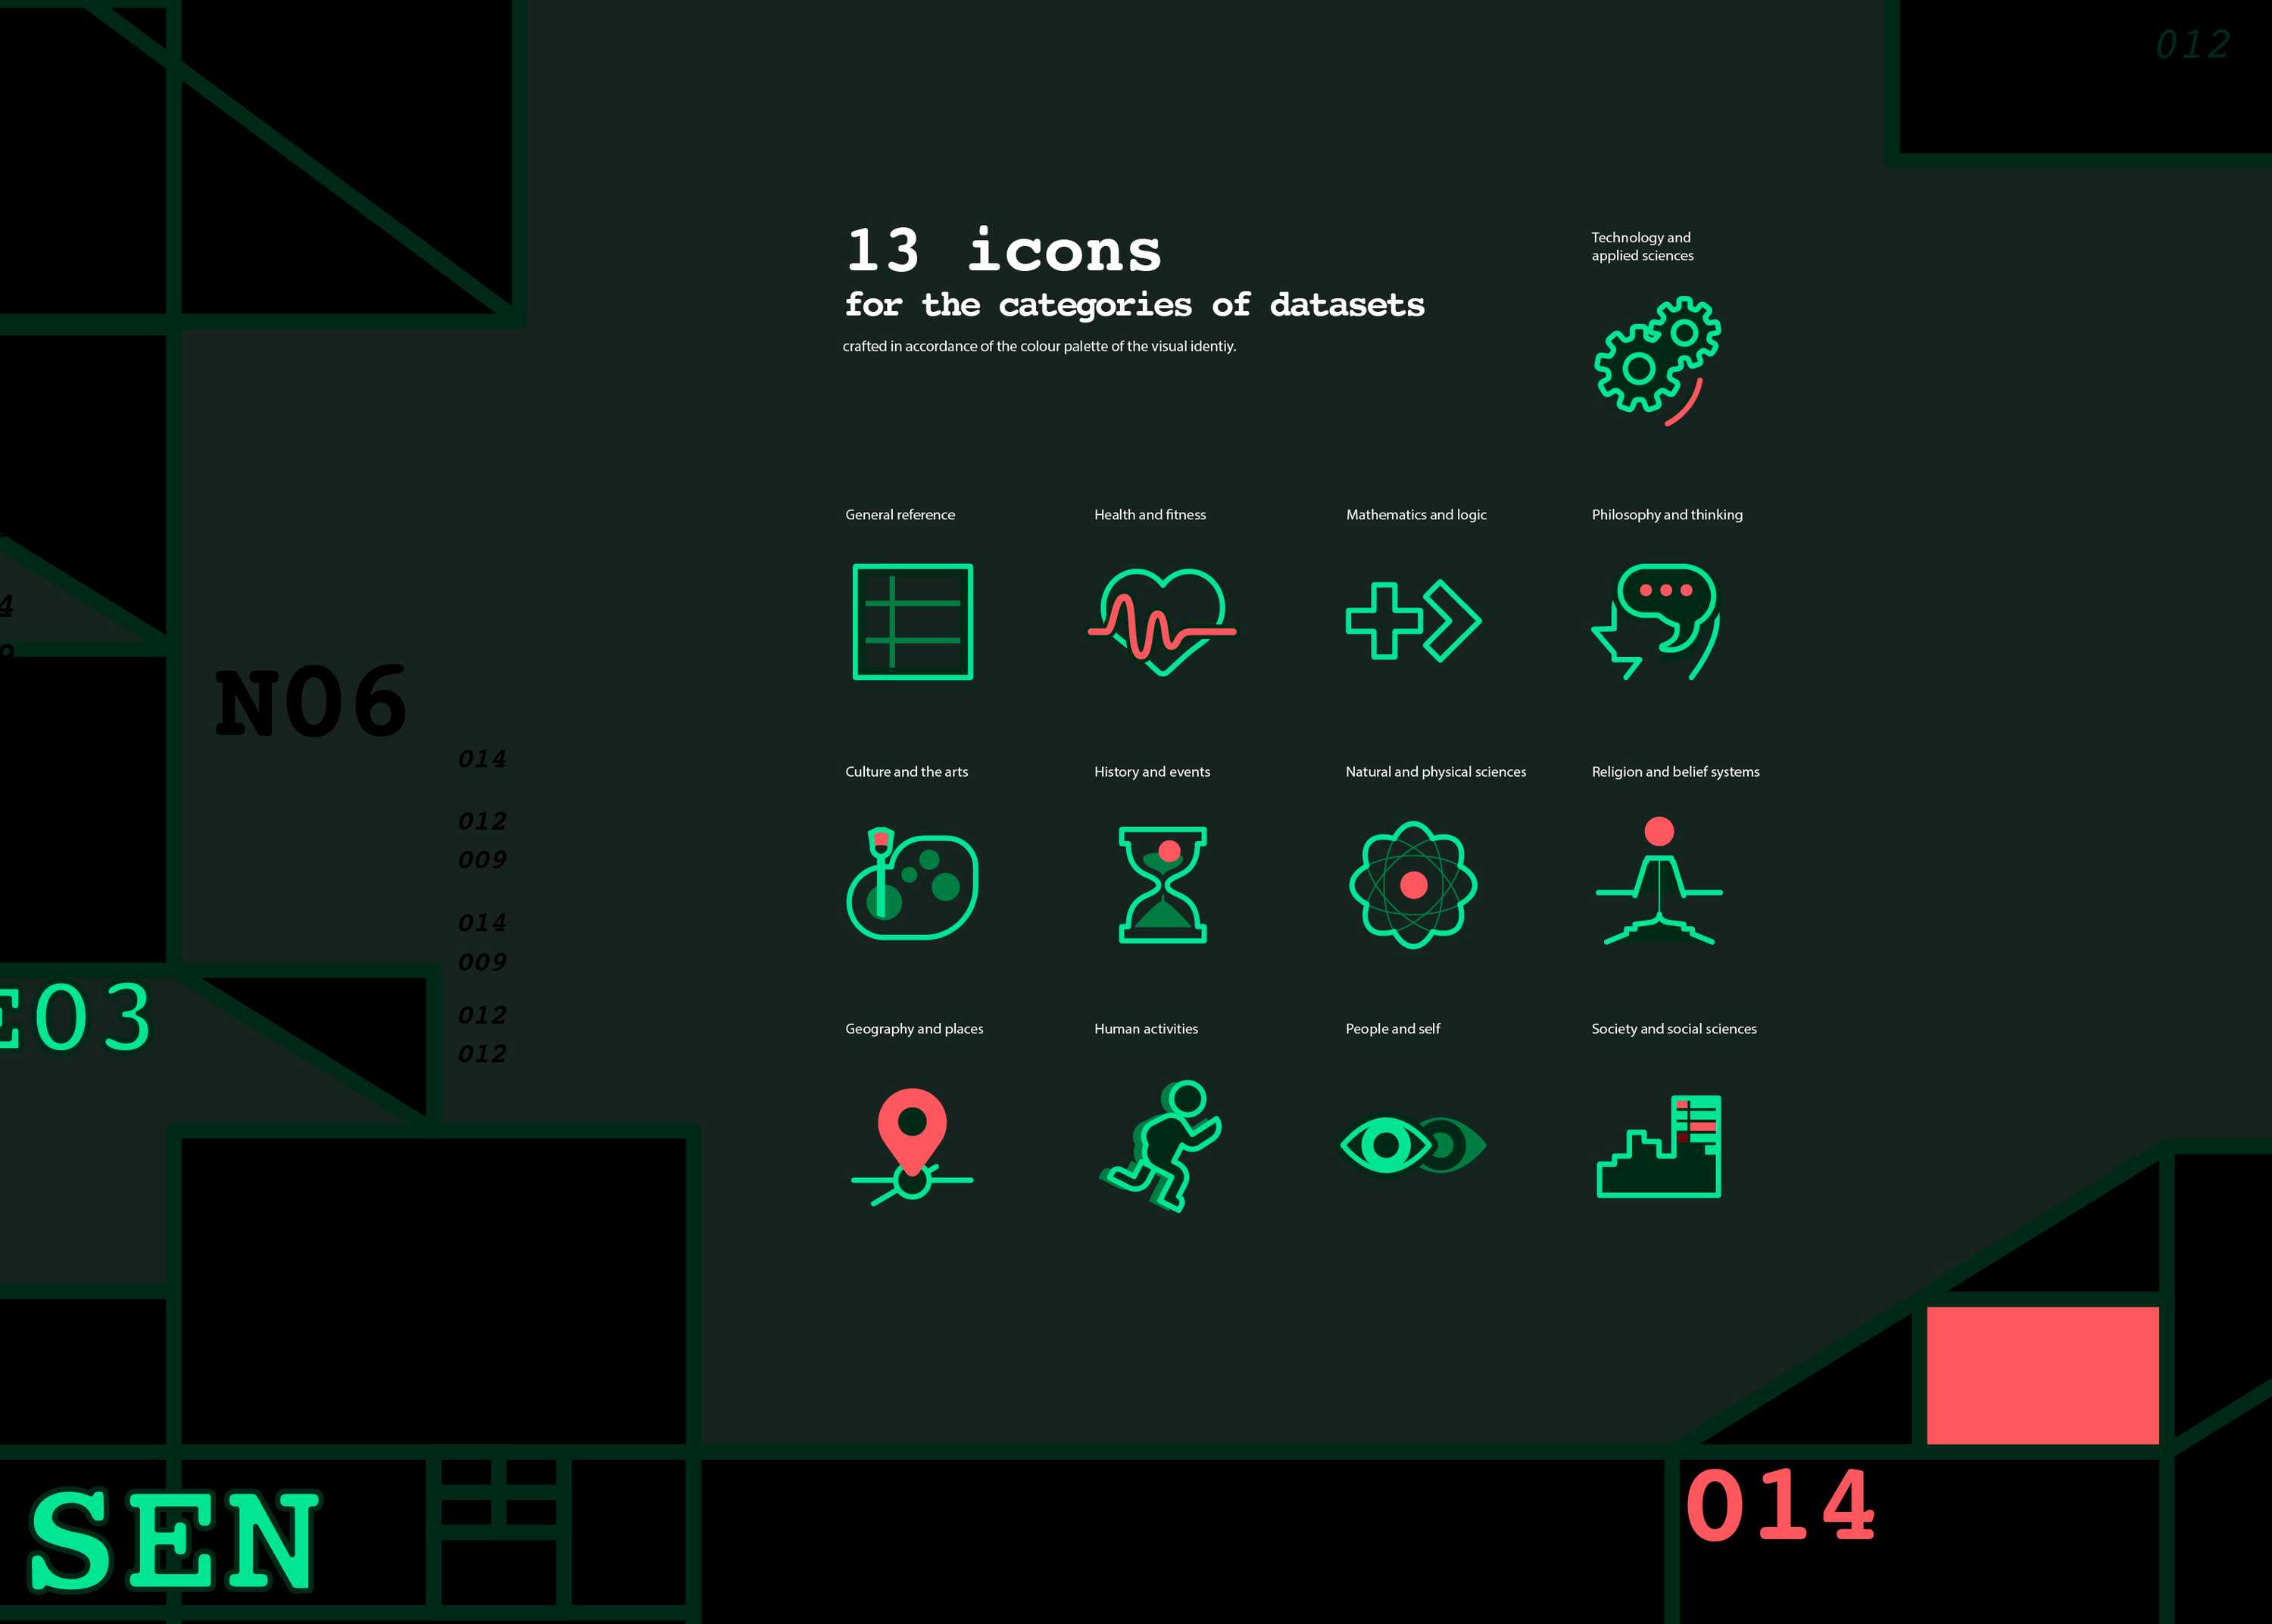 012
13 icons
for the categories of datasets
crafted in accordance of the colour palette of the visual identiy.
Technology and
applied sciences
General reference
Health and fitness
Mathematics and logic
Philosophy and thinking
Culture and the arts
History and events
Natural and physical sciences
Religion and belief systems
Geography and places
Human activities
People and self
Society and social sciences
4
N06
014
012
009
014
009
012
012
E03
SEN
014